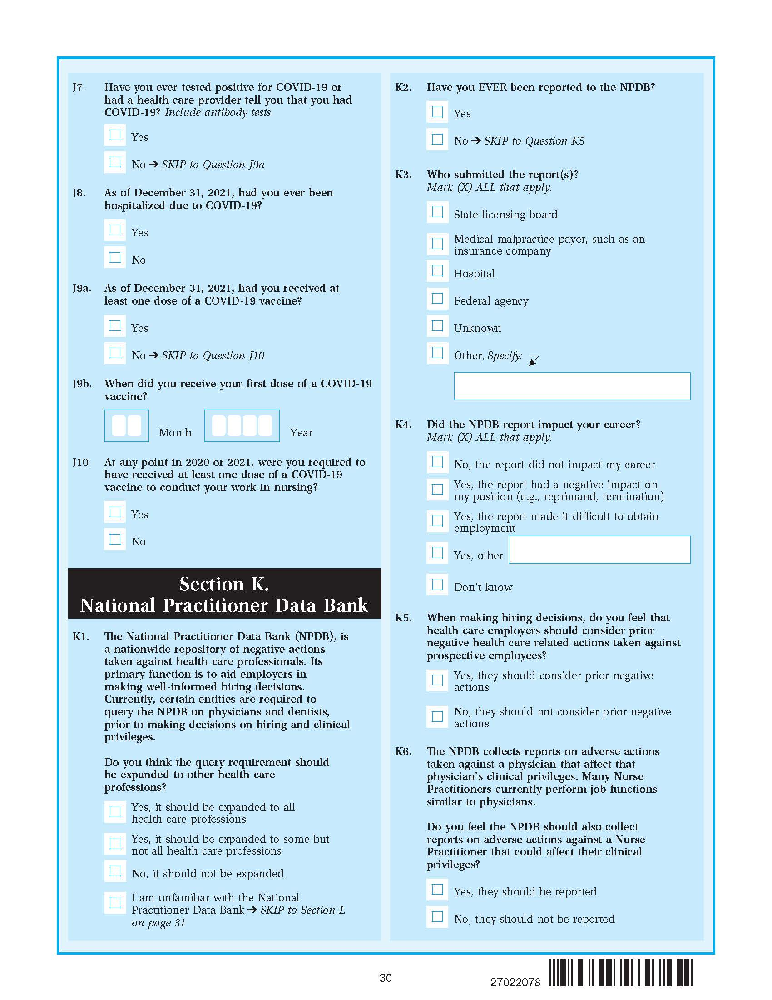 J7. Have you ever tested positive for COVID-19 or
had a health care provider tell you that you had
COVID-19? Include antibody tests.
Yes
No ➔ SKIP to Question J9a
J8. As of December 31, 2021, had you ever been
hospitalized due to COVID-19?
Yes
No
J9a. As of December 31, 2021, had you received at
least one dose of a COVID-19 vaccine?
Yes
No ➔ SKIP to Question J10
J9b. When did you receive your first dose of a COVID-19
vaccine?
Month Year
J10. At any point in 2020 or 2021, were you required to
have received at least one dose of a COVID-19
vaccine to conduct your work in nursing?
Yes
No
Section K.
National Practitioner Data Bank
K1. The National Practitioner Data Bank (NPDB), is
a nationwide repository of negative actions
taken against health care professionals. Its
primary function is to aid employers in
making well-informed hiring decisions.
Currently, certain entities are required to
query the NPDB on physicians and dentists,
prior to making decisions on hiring and clinical
privileges.
Do you think the query requirement should
be expanded to other health care
professions?
Yes, it should be expanded to all
health care professions
Yes, it should be expanded to some but
not all health care professions
No, it should not be expanded
I am unfamiliar with the National
Practitioner Data Bank ➔ SKIP to Section L
on page 31
K2. Have you EVER been reported to the NPDB?
Yes
No ➔ SKIP to Question K5
K3. Who submitted the report(s)?
Mark (X) ALL that apply.
State licensing board
Medical malpractice payer, such as an
insurance company
Hospital
Federal agency
Unknown
Other, Specify:
K4. Did the NPDB report impact your career?
Mark (X) ALL that apply.
No, the report did not impact my career
Yes, the report had a negative impact on
my position (e.g., reprimand, termination)
Yes, the report made it difficult to obtain
employment
Yes, other
Don't know
K5. When making hiring decisions, do you feel that
health care employers should consider prior
negative health care related actions taken against
prospective employees?
Yes, they should consider prior negative
actions
No, they should not consider prior negative
actions
K6. The NPDB collects reports on adverse actions
taken against a physician that affect that
physician's clinical privileges. Many Nurse
Practitioners currently perform job functions
similar to physicians.
Do you feel the NPDB should also collect
reports on adverse actions against a Nurse
Practitioner that could affect their clinical
privileges?
Yes, they should be reported
No, they should not be reported
30
27022078